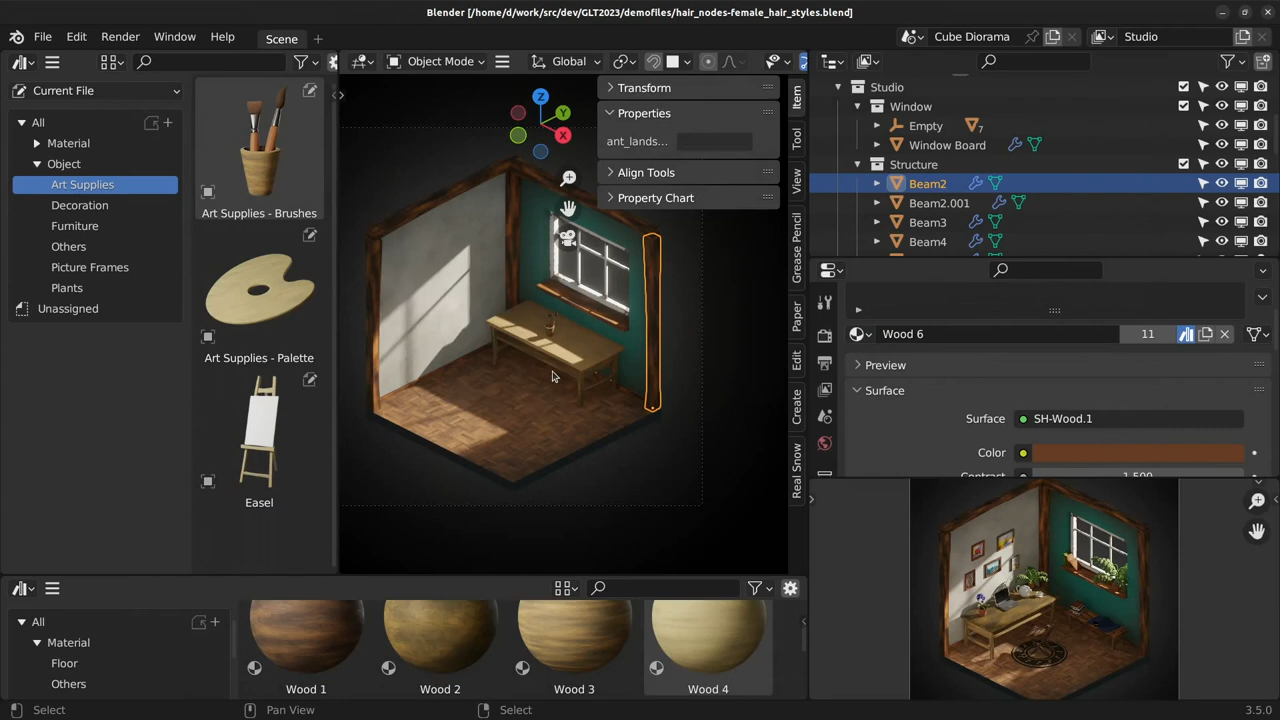 Blender [/home/d/work/src/dev/GLT2023/demofiles/hair_nodes-female_hair_styles.blend]
File Edit Render Window Help Scene
Cube Diorama Studio
Object Mode Global
Current File
All
Material
Object
Art Supplies
Decoration
Furniture
Others
Picture Frames
Plants
Unassigned
Art Supplies - Brushes
Art Supplies - Palette
Easel
Z
Y
X
Transform
Properties
ant_lands...
Align Tools
Property Chart
Item
Tool
View
Grease Pencil
Paper
Edit
Create
Real Snow
Studio
Window
Empty 7
Window Board
Structure
Beam2
Beam2.001
Beam3
Beam4
Wood 6 11
Preview
Surface
Surface SH-Wood.1
Color
Contrast 1.500
All
Material
Floor
Others
Wood 1
Wood 2
Wood 3
Wood 4
Select Pan View Select 3.5.0